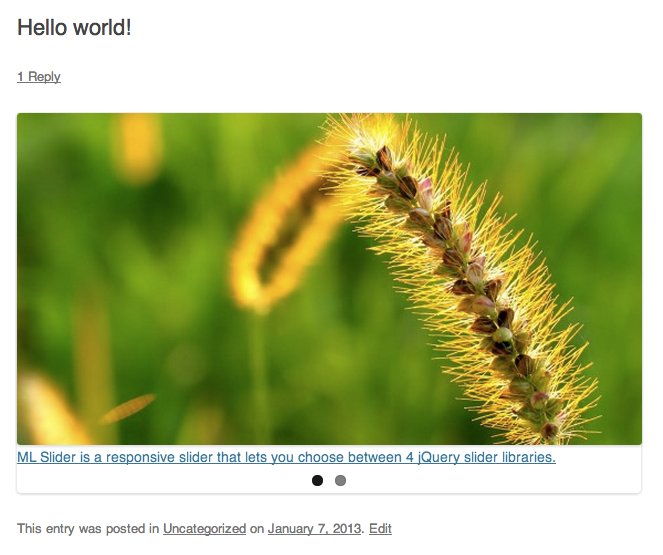 Hello world!
1 Reply
ML Slider is a responsive slider that lets you choose between 4 jQuery slider libraries.
This entry was posted in Uncategorized on January 7, 2013. Edit